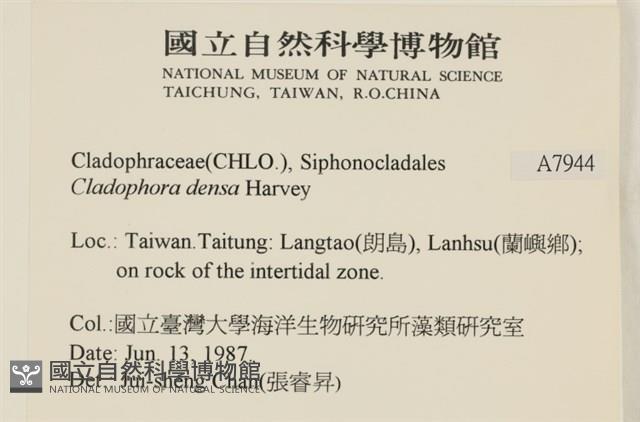 國立自然科學博物館
NATIONAL MUSEUM OF NATURAL SCIENCE
TAICHUNG, TAIWAN, R.O.CHINA
Cladophraceae(CHLO.), Siphonocladales
A7944
Cladophora densa Harvey
Loc.: Taiwan.Taitung: Langtao(朗島), Lanhsu(蘭嶼鄉);
on rock of the intertidal zone.
Col.:國立臺灣大學海洋生物研究所藻類研究室
Date: Jun. 13, 1987
Det Jui-sheng Chan(張睿昇)
國立自然科學博物館
NATIONAL MUSEUM OF NATURAL SCIENCE